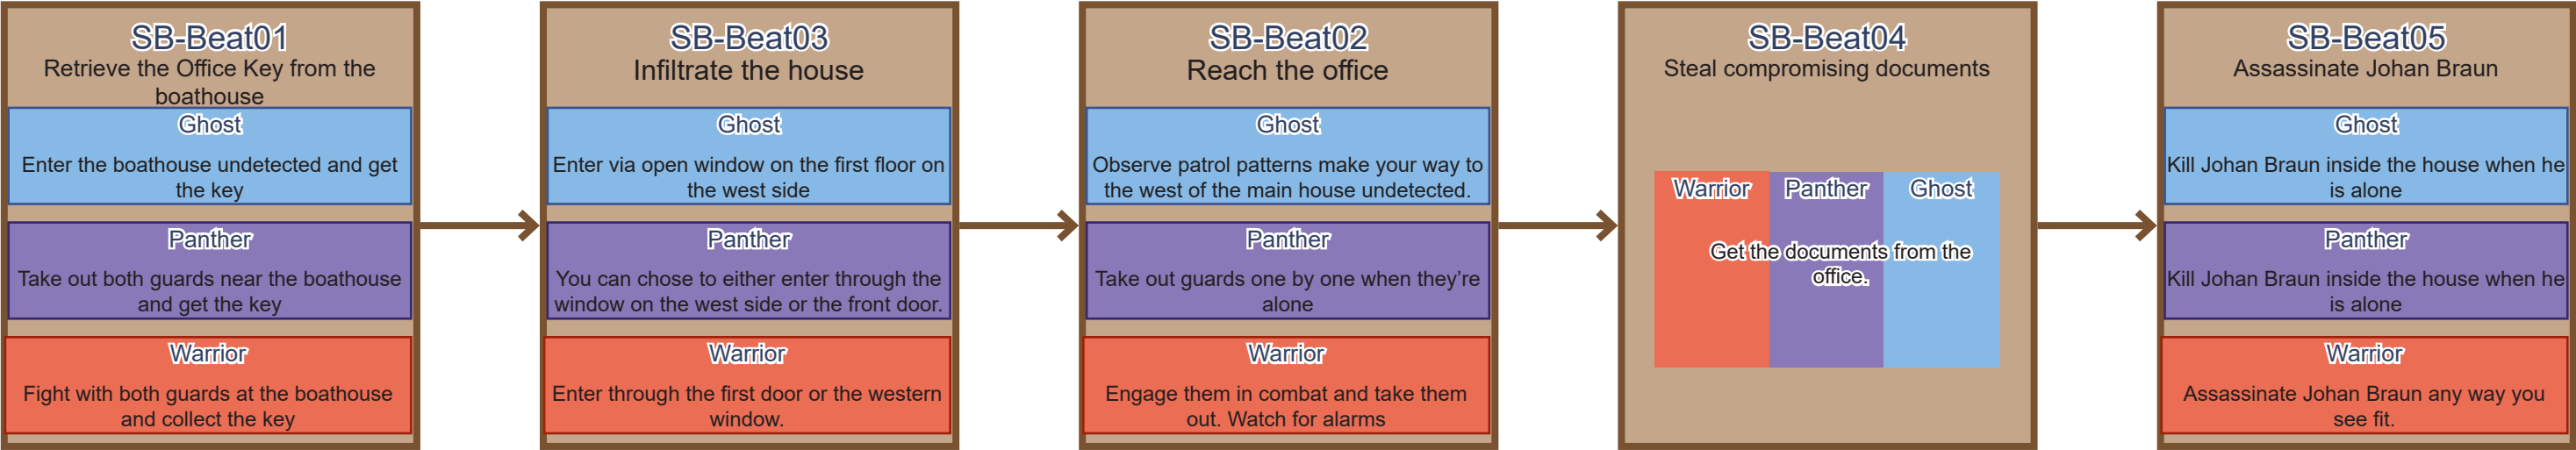 SB-Beat01
Retrieve the Office Key from the
boathouse
Ghost
Enter the boathouse undetected and get
the key
Panther
Take out both guards near the boathouse
and get the key
Warrior
Fight with both guards at the boathouse
and collect the key
SB-Beat03
Infiltrate the house
Ghost
Enter via open window on the first floor on
the west side
Panther
You can chose to either enter through the
window on the west side or the front door.
Warrior
Enter through the first door or the western
window.
SB-Beat02
Reach the office
Ghost
Observe patrol patterns make your way to
the west of the main house undetected.
Panther
Take out guards one by one when they're
alone
Warrior
Engage them in combat and take them
out. Watch for alarms
SB-Beat04
Steal compromising documents
Warrior Panther Ghost
Get the documents from the
office.
SB-Beat05
Assassinate Johan Braun
Ghost
Kill Johan Braun inside the house when he
is alone
Panther
Kill Johan Braun inside the house when he
is alone
Warrior
Assassinate Johan Braun any way you
see fit.